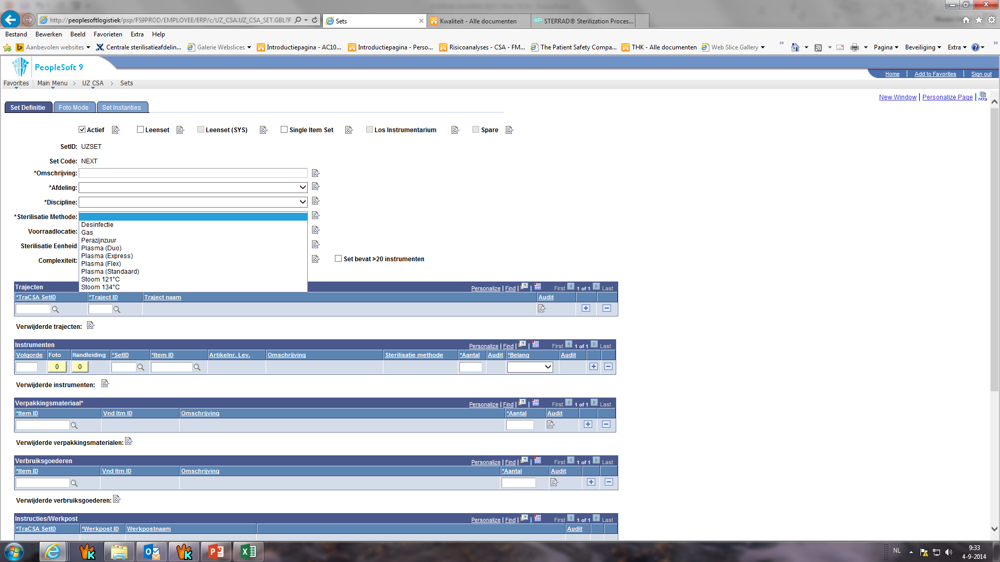 http://peoplesoftlogistiek/psp/FS9PROD/EMPLOYEE/ERP/c/UZ_CSA.UZ_CSA_SET.GBL?F
Sets
Kwaliteit - Alle documenten
STERRAD® Sterilization Proces...
Bestand Bewerken Beeld Favorieten Extra Help
Aanbevolen websites Centrale sterilisatieafdelin... Galerie Webslices Introductiepagina - AC10... Introductiepagina - Perso... Risicoanalyses - CSA - FM... The Patient Safety Compa... THK - Alle documenten Web Slice Gallery Pagina Beveiliging Extra
PeopleSoft 9
Home Add to Favorites Sign out
Favorites Main Menu > UZ CSA > Sets
New Window | Personalize Page | http
Set Definitie Foto Mode Set Instanties
Actief Leenset Leenset (SYS) Single Item Set Los Instrumentarium Spare
SetID: UZSET
Set Code: NEXT
*Omschrijving:
*Afdeling:
*Discipline:
*Sterilisatie Methode:
Desinfectie
Voorraadlocatie: Gas
Perazijnzuur
Sterilisatie Eenheid Plasma (Duo)
Plasma (Express)
Complexiteit: Plasma (Flex) Set bevat >20 instrumenten
Plasma (Standaard)
Stoom 121°C
Stoom 134°C
Trajecten Personalize | Find | First 1 of 1 Last
*TraCSA SetID *Traject ID Traject naam Audit
Verwijderde trajecten:
Instrumenten Personalize | Find | First 1 of 1 Last
Volgorde Foto Handleiding *SetID *Item ID Artikelnr. Lev. Omschrijving Sterilisatie methode *Aantal Audit *Belang Audit
0 0
Verwijderde instrumenten:
Verpakkingsmateriaal* Personalize | Find | First 1 of 1 Last
*Item ID Vnd Itm ID Omschrijving *Aantal Audit
Verwijderde verpakkingsmaterialen:
Verbruiksgoederen Personalize | Find | First 1 of 1 Last
*Item ID Vnd Itm ID Omschrijving *Aantal Audit
Verwijderde verbruiksgoederen:
Instructies/Werkpost Personalize | Find | First 1 of 1 Last
*TraCSA SetID *Werkpost ID Werkpostnaam Audit
NL 9:33
4-9-2014